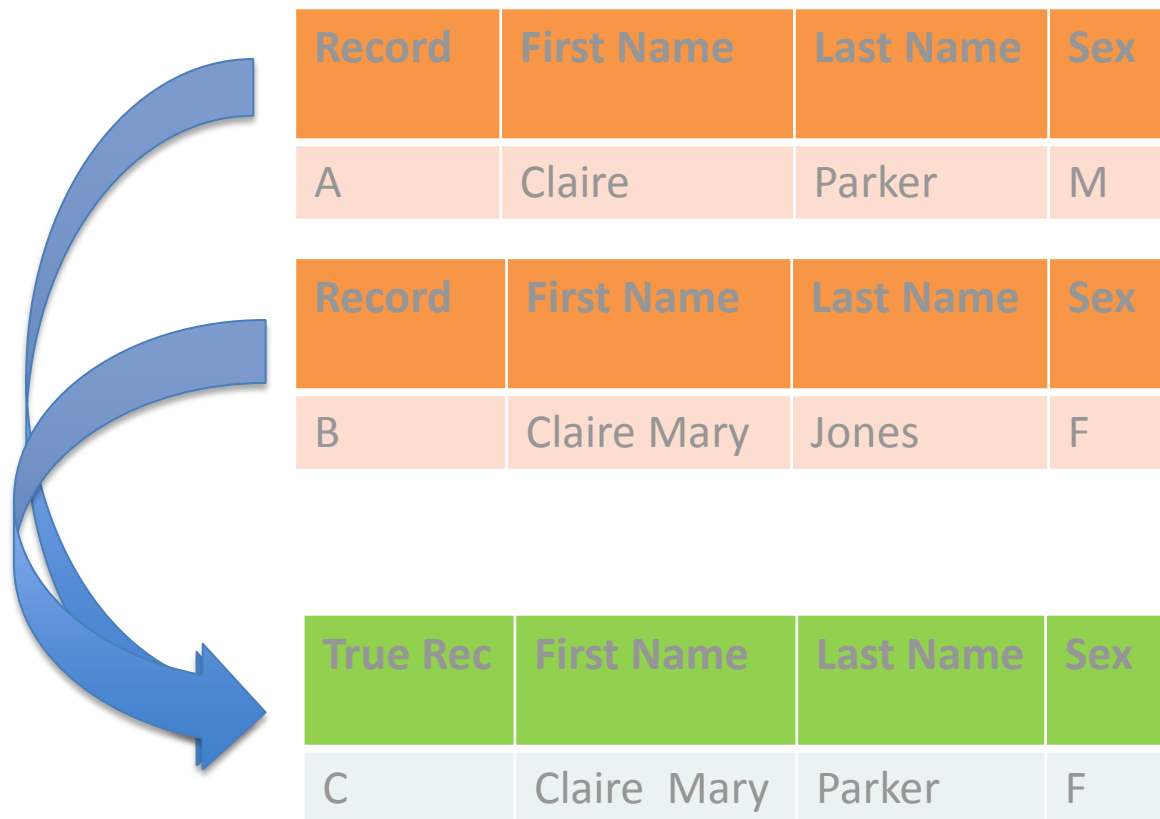 Record First Name Last Name Sex
A Claire Parker M
Record First Name Last Name Sex
B Claire Mary Jones F
True Rec First Name Last Name Sex
C Claire Mary Parker F